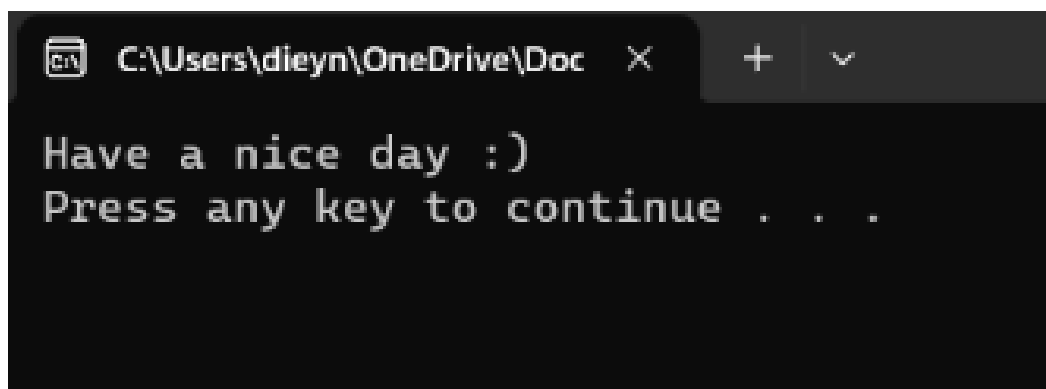 C:\Users\dieyn\OneDrive\Doc
Have a nice day :)
Press any key to continue . . .